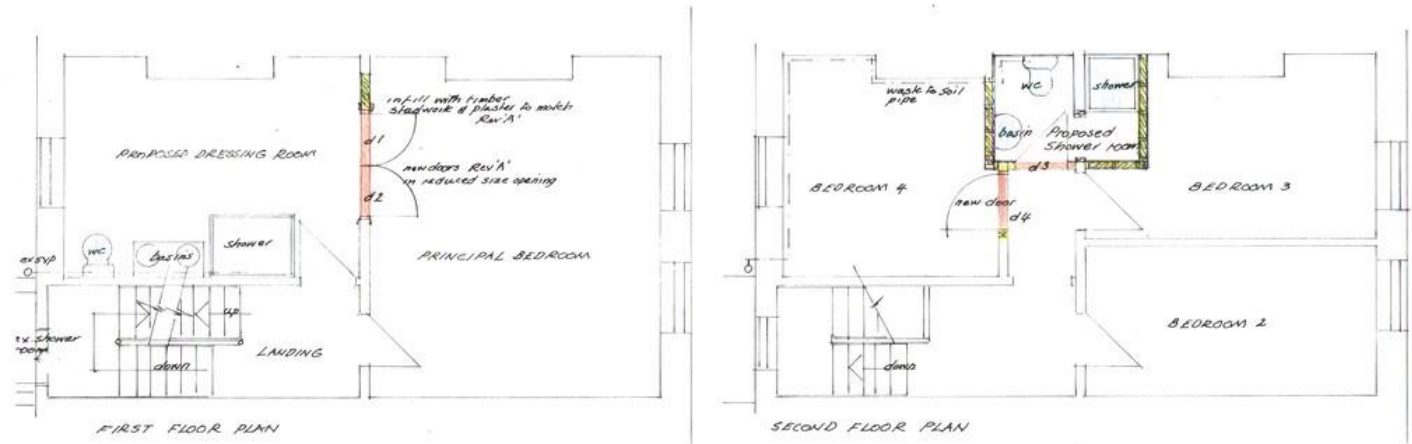 infill with timber
studwork & plaster to match
Rev 'A'
d1
PROPOSED DRESSING ROOM
new doors Rev 'A'
in reduced size opening
d2
wc
basins
shower
PRINCIPAL BEDROOM
ex svp
up
ex. shower
room
LANDING
down
FIRST FLOOR PLAN
waste to soil
pipe
wc
shower
basin
Proposed
Shower room
d3
BEDROOM 4
new door
d4
BEDROOM 3
BEDROOM 2
down
SECOND FLOOR PLAN